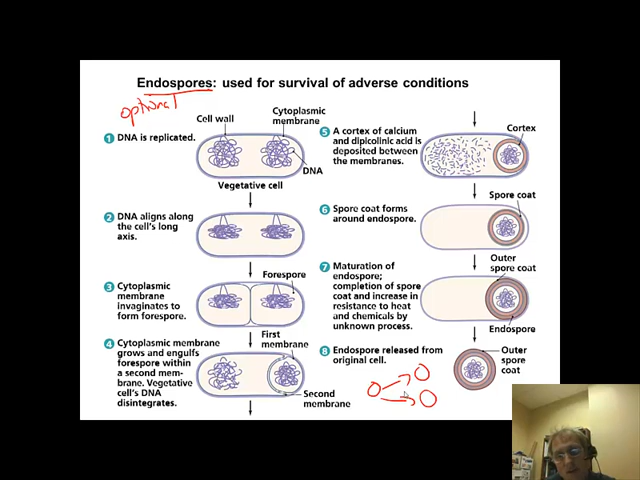 Endospores: used for survival of adverse conditions
optional
Cell wall
Cytoplasmic
membrane
1 DNA is replicated.
DNA
Vegetative cell
2 DNA aligns along
the cell's long
axis.
3 Cytoplasmic
membrane
invaginates to
form forespore.
Forespore
4 Cytoplasmic membrane
grows and engulfs
forespore within
a second mem-
brane. Vegetative
cell's DNA
disintegrates.
First
membrane
Second
membrane
5 A cortex of calcium
and dipicolinic acid is
deposited between
the membranes.
Cortex
6 Spore coat forms
around endospore.
Spore coat
7 Maturation of
endospore;
completion of spore
coat and increase in
resistance to heat
and chemicals by
unknown process.
Outer
spore coat
Endospore
8 Endospore released from
original cell.
Outer
spore
coat